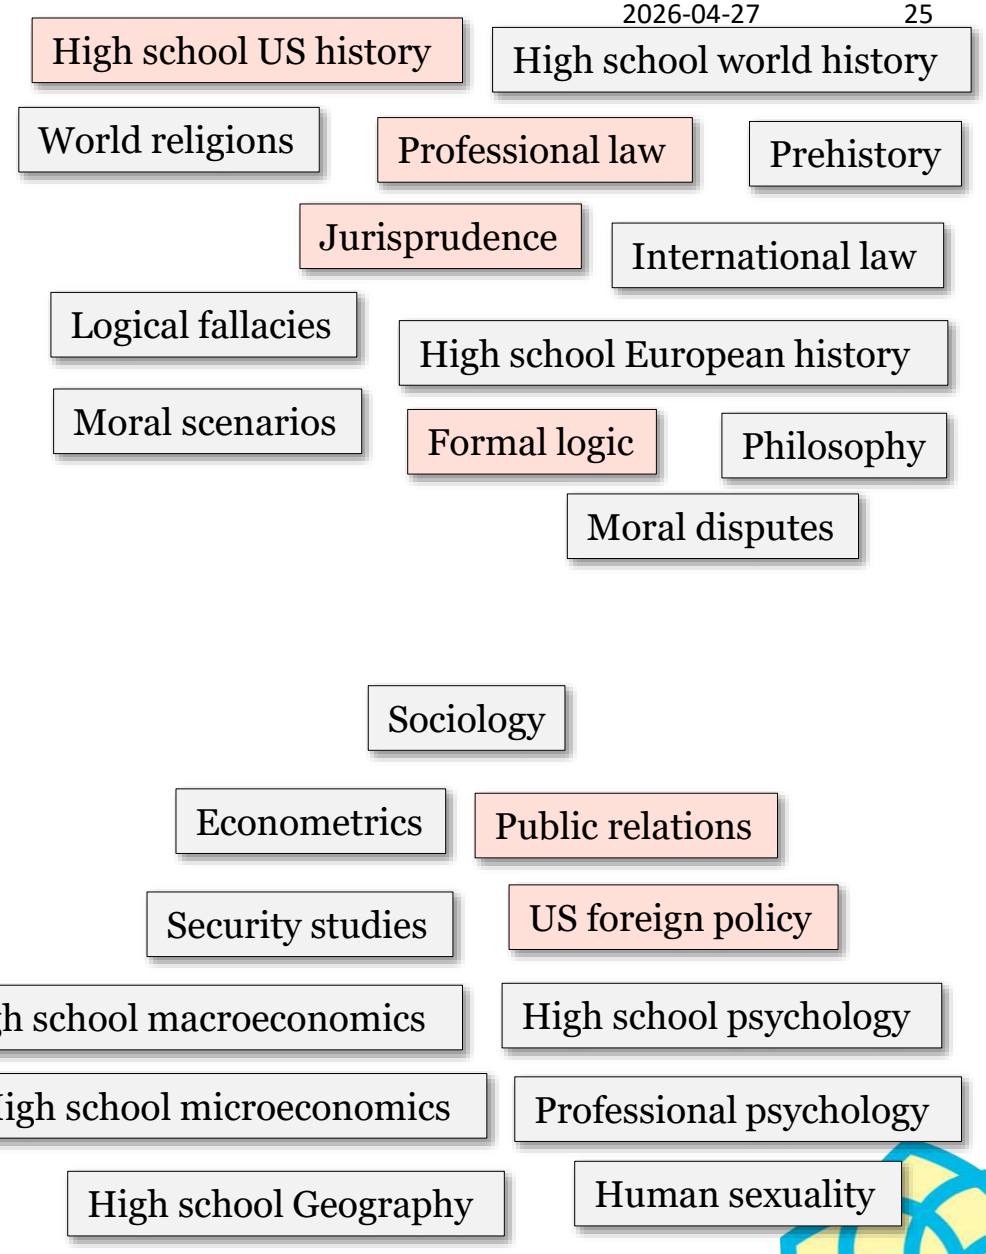 2026-04-27 25
High school US history
High school world history
World religions
Professional law
Prehistory
Jurisprudence
International law
Logical fallacies
High school European history
Moral scenarios
Formal logic
Philosophy
Moral disputes
Sociology
Econometrics
Public relations
Security studies
US foreign policy
school macroeconomics
High school psychology
school microeconomics
Professional psychology
High school Geography
Human sexuality